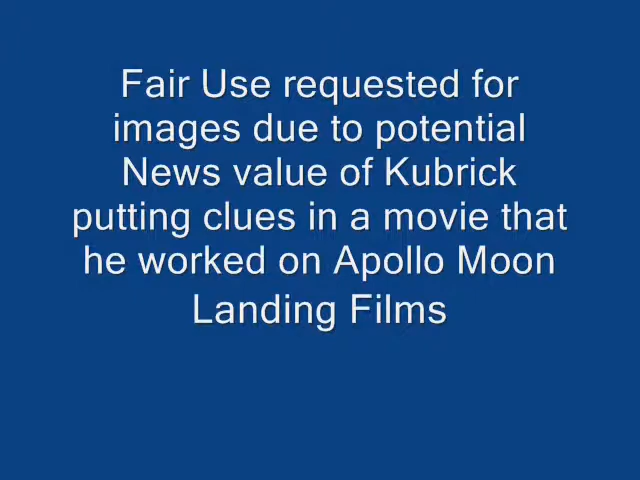 Fair Use requested for
images due to potential
News value of Kubrick
putting clues in a movie that
he worked on Apollo Moon
Landing Films